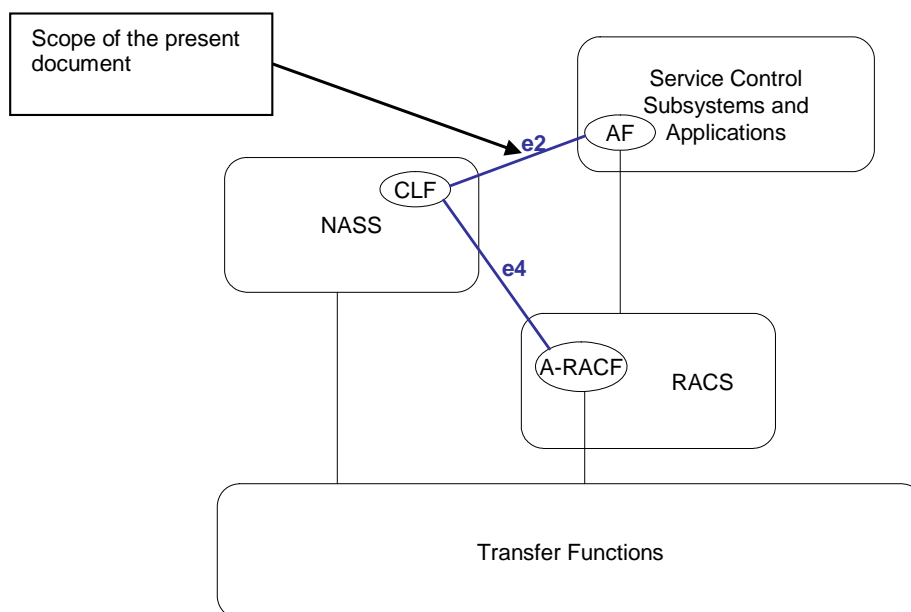 Scope of the present
document
Service Control
Subsystems and
Applications
AF
e2
CLF
NASS
e4
A-RACF
RACS
Transfer Functions